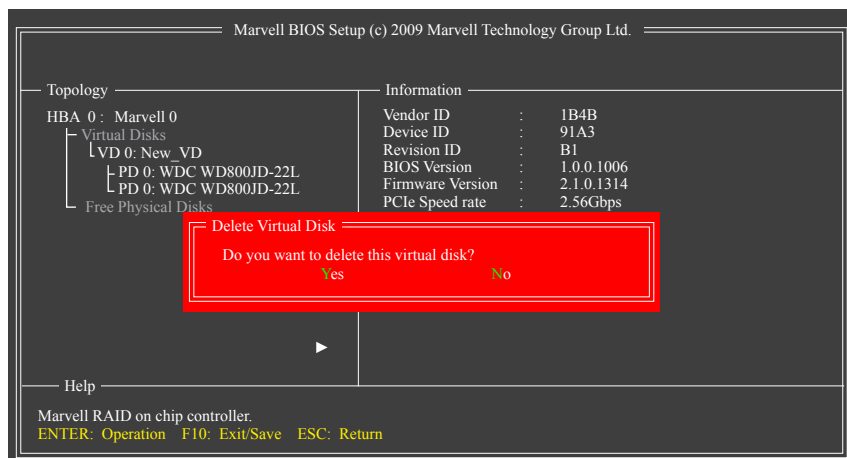 Marvell BIOS Setup (c) 2009 Marvell Technology Group Ltd.
Topology
HBA 0 : Marvell 0
Virtual Disks
VD 0: New_VD
PD 0: WDC WD800JD-22L
PD 0: WDC WD800JD-22L
Free Physical Disks
Information
Vendor ID : 1B4B
Device ID : 91A3
Revision ID : B1
BIOS Version : 1.0.0.1006
Firmware Version : 2.1.0.1314
PCIe Speed rate : 2.56Gbps
Delete Virtual Disk
Do you want to delete this virtual disk?
Yes No
Help
Marvell RAID on chip controller.
ENTER: Operation F10: Exit/Save ESC: Return